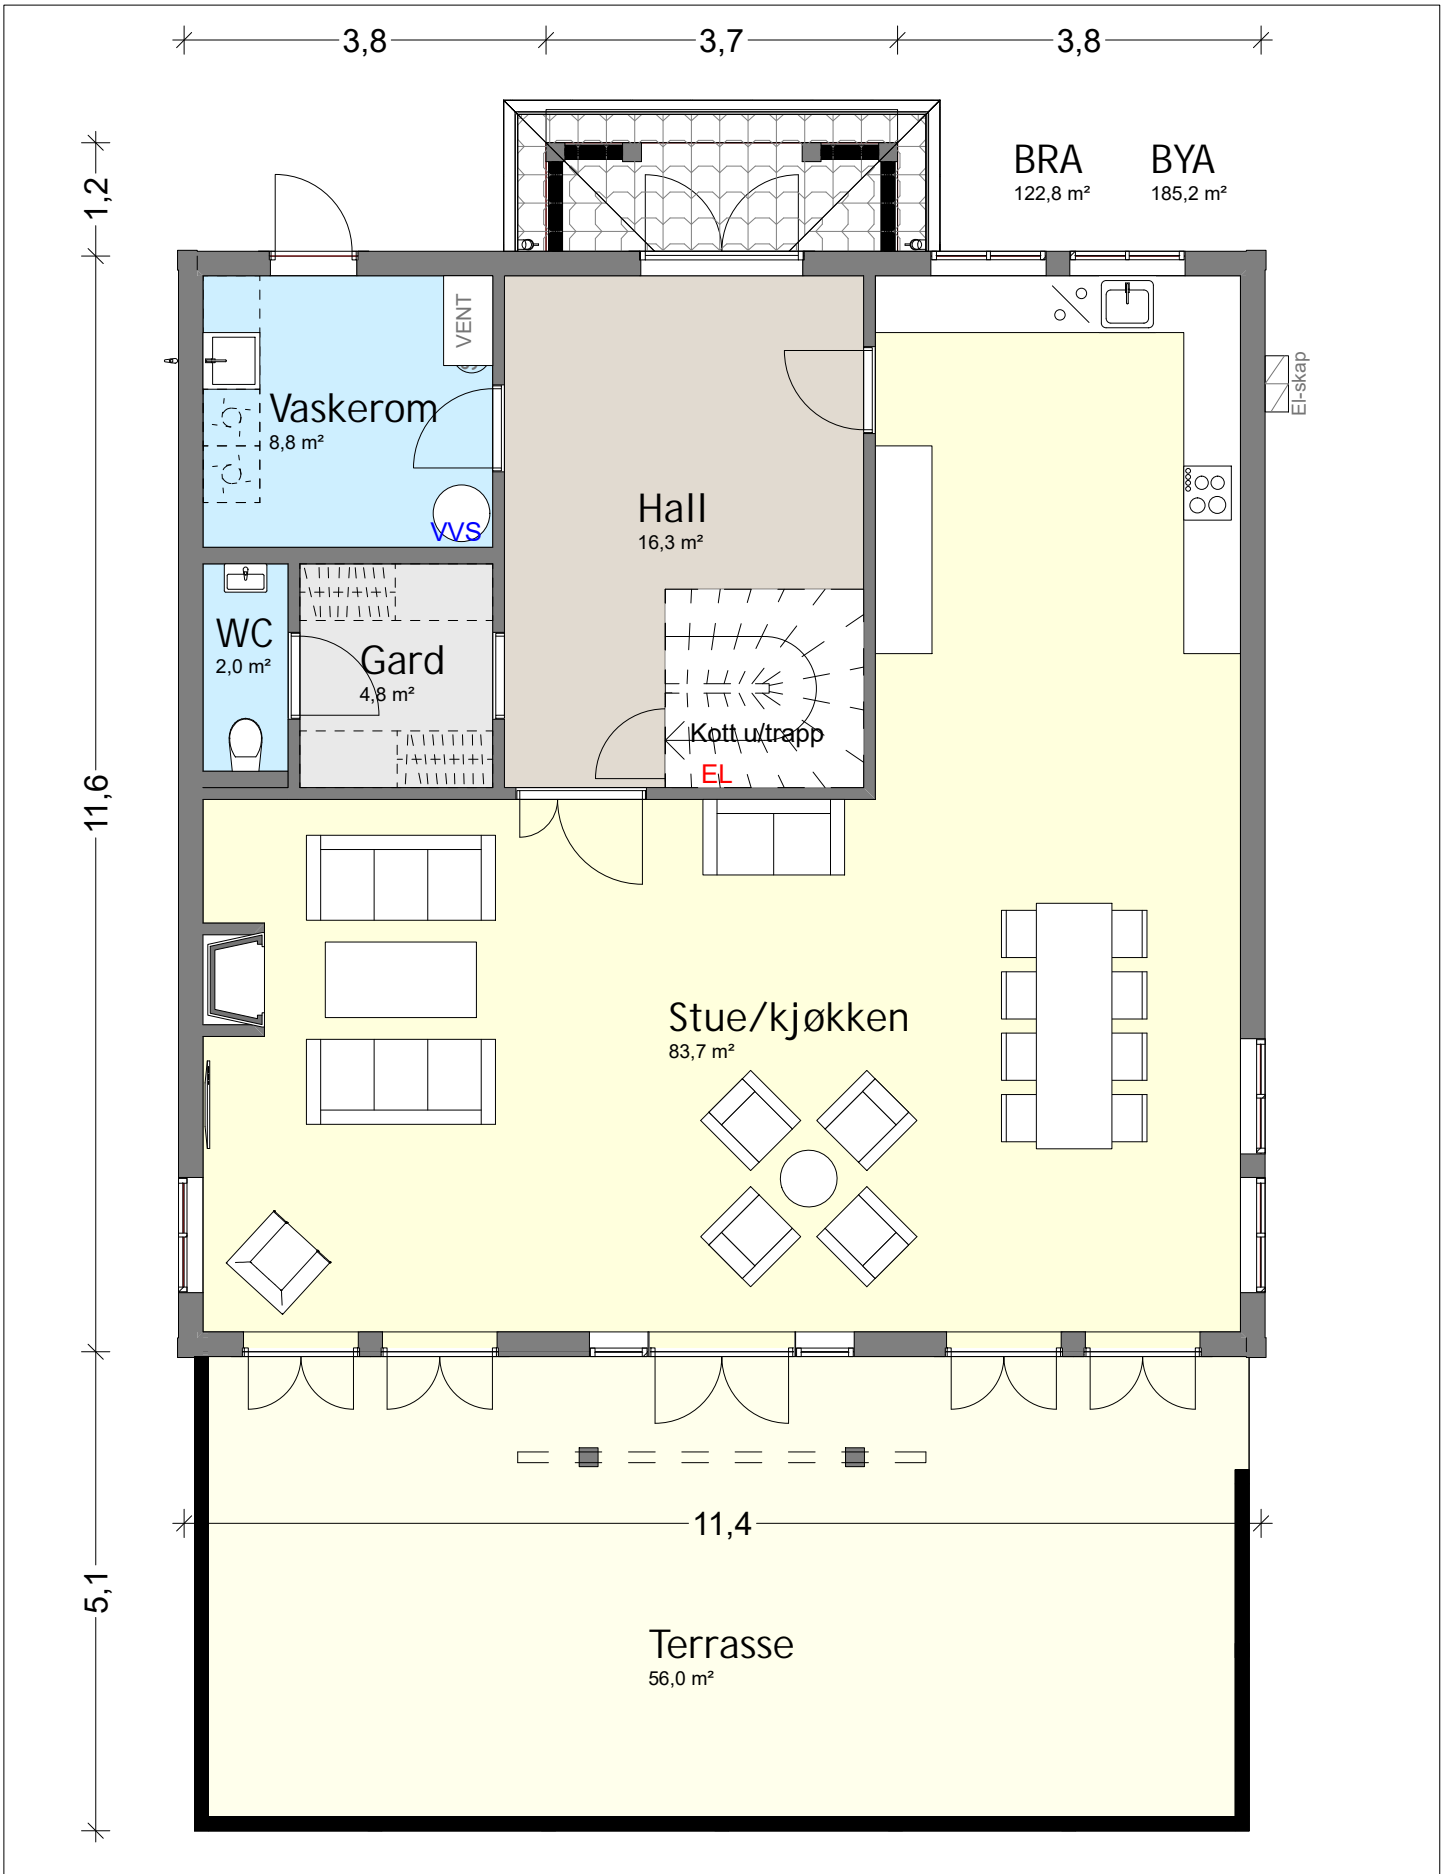 3,8
3,7
3,8
1,2
BRA
122,8 m²
BYA
185,2 m²
VENT
El-skap
Vaskerom
8,8 m²
VVS
Hall
16,3 m²
WC
2,0 m²
Gard
4,8 m²
Kott u/trapp
EL
11,6
Stue/kjøkken
83,7 m²
11,4
5,1
Terrasse
56,0 m²